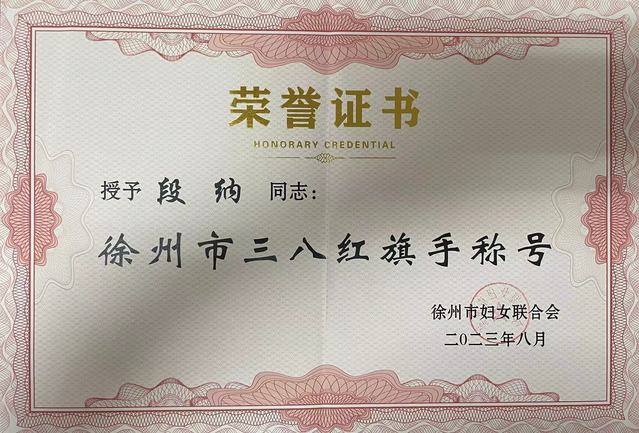 荣誉证书
HONORARY CREDENTIAL
授予 段 纳 同志：
徐州市三八红旗手称号
徐州市妇女联合会
二〇二三年八月